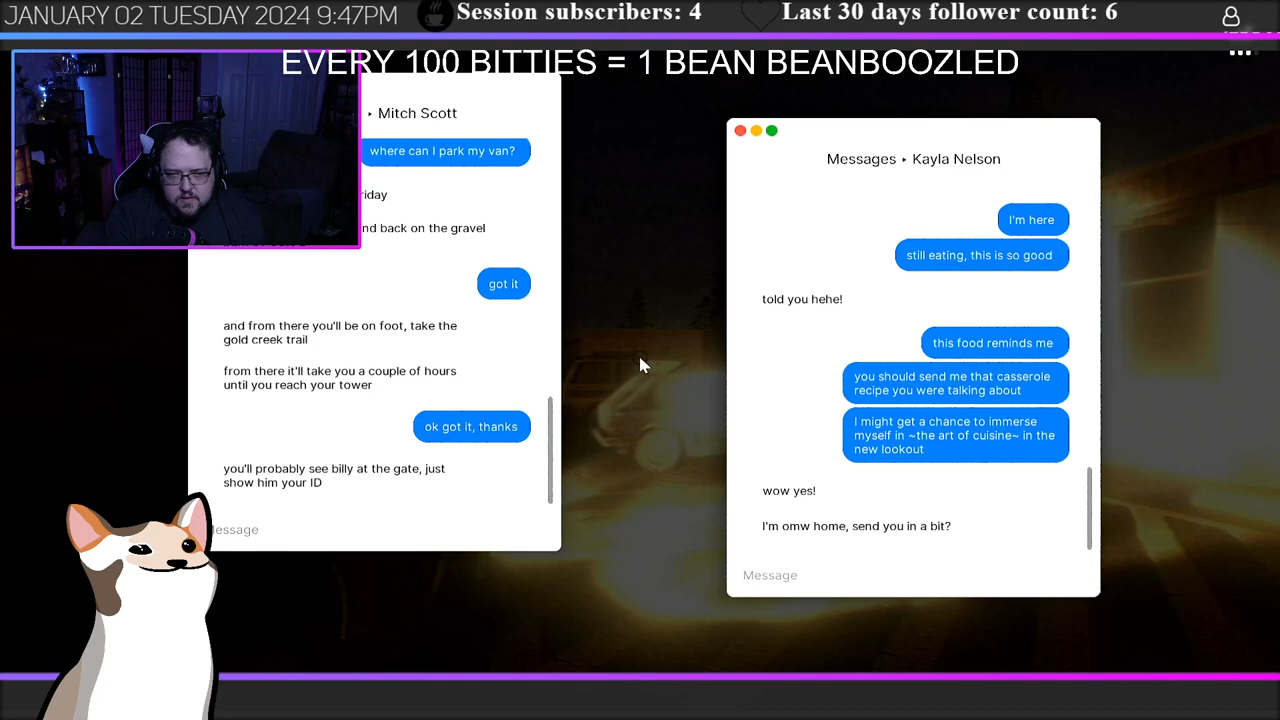 JANUARY 02 TUESDAY 2024 9:47PM
Session subscribers: 4
Last 30 days follower count: 6
EVERY 100 BITTIES = 1 BEAN BEANBOOZLED
▸ Mitch Scott
where can I park my van?
nd back on the gravel
got it
and from there you'll be on foot, take the
gold creek trail
from there it'll take you a couple of hours
until you reach your tower
ok got it, thanks
you'll probably see billy at the gate, just
show him your ID
essage
Messages ▸ Kayla Nelson
I'm here
still eating, this is so good
told you hehe!
this food reminds me
you should send me that casserole
recipe you were talking about
I might get a chance to immerse
myself in ~the art of cuisine~ in the
new lookout
wow yes!
I'm omw home, send you in a bit?
Message